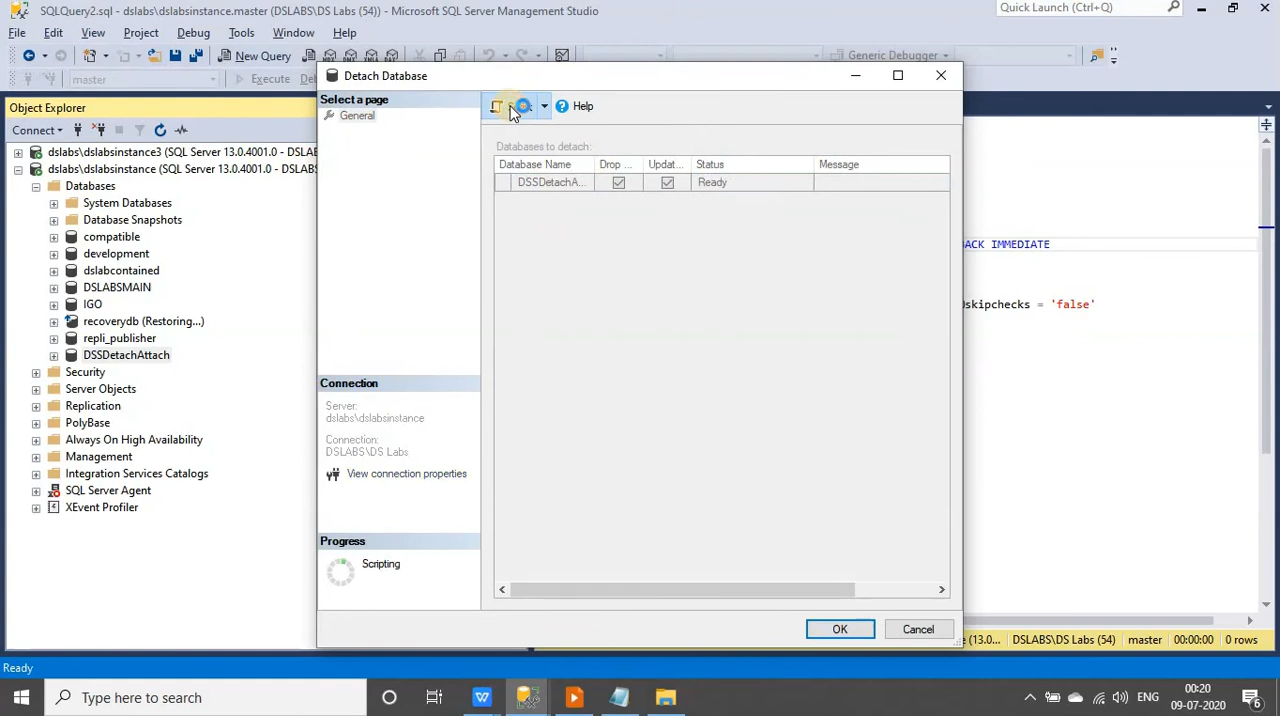 SQLQuery2.sql - dslabs\dslabsinstance.master (DSLABS\DS Labs (54)) - Microsoft SQL Server Management Studio
Quick Launch (Ctrl+Q)
File Edit View Project Debug Tools Window Help
New Query
Generic Debugger
master
Execute
Object Explorer
Connect
dslabs\dslabsinstance3 (SQL Server 13.0.4001.0 - DSLABS
dslabs\dslabsinstance (SQL Server 13.0.4001.0 - DSLABS\
Databases
System Databases
Database Snapshots
compatible
development
dslabcontained
DSLABSMAIN
IGO
recoverydb (Restoring...)
repli_publisher
DSSDetachAttach
Security
Server Objects
Replication
PolyBase
Always On High Availability
Management
Integration Services Catalogs
SQL Server Agent
XEvent Profiler
Detach Database
Select a page
General
Help
Databases to detach:
Database Name Drop ... Updat... Status Message
DSSDetachA... Ready
Connection
Server:
dslabs\dslabsinstance
Connection:
DSLABS\DS Labs
View connection properties
Progress
Scripting
OK Cancel
ACK IMMEDIATE
skipchecks = 'false'
(13.0... DSLABS\DS Labs (54) master 00:00:00 0 rows
Ready
Type here to search
ENG
00:20
09-07-2020
6